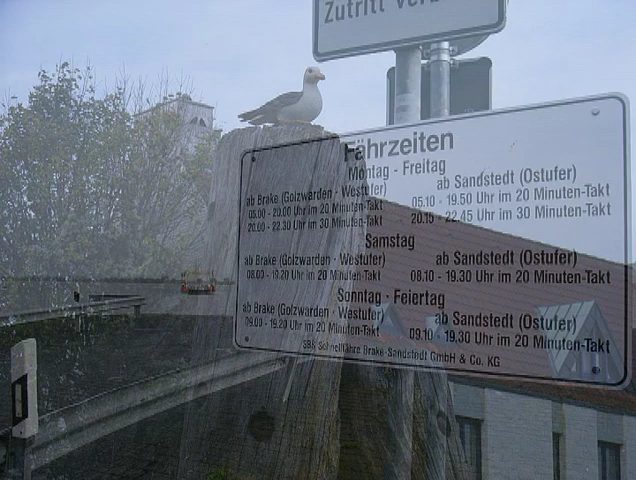 Zutritt
Fährzeiten
Montag - Freitag
ab Brake (Golzwarden - Westufer) ab Sandstedt (Ostufer)
05.00 - 20.00 Uhr im 20 Minuten-Takt 05.10 - 19.50 Uhr im 20 Minuten-Takt
20.00 - 22.30 Uhr im 30 Minuten-Takt 20.15 - 22.45 Uhr im 30 Minuten-Takt
Samstag
ab Brake (Golzwarden - Westufer) ab Sandstedt (Ostufer)
08.00 - 19.20 Uhr im 20 Minuten-Takt 08.10 - 19.30 Uhr im 20 Minuten-Takt
Sonntag - Feiertag
ab Brake (Golzwarden - Westufer) ab Sandstedt (Ostufer)
09.00 - 19.20 Uhr im 20 Minuten-Takt 09.10 - 19.30 Uhr im 20 Minuten-Takt
SBS Schnellfähre Brake-Sandstedt GmbH & Co. KG